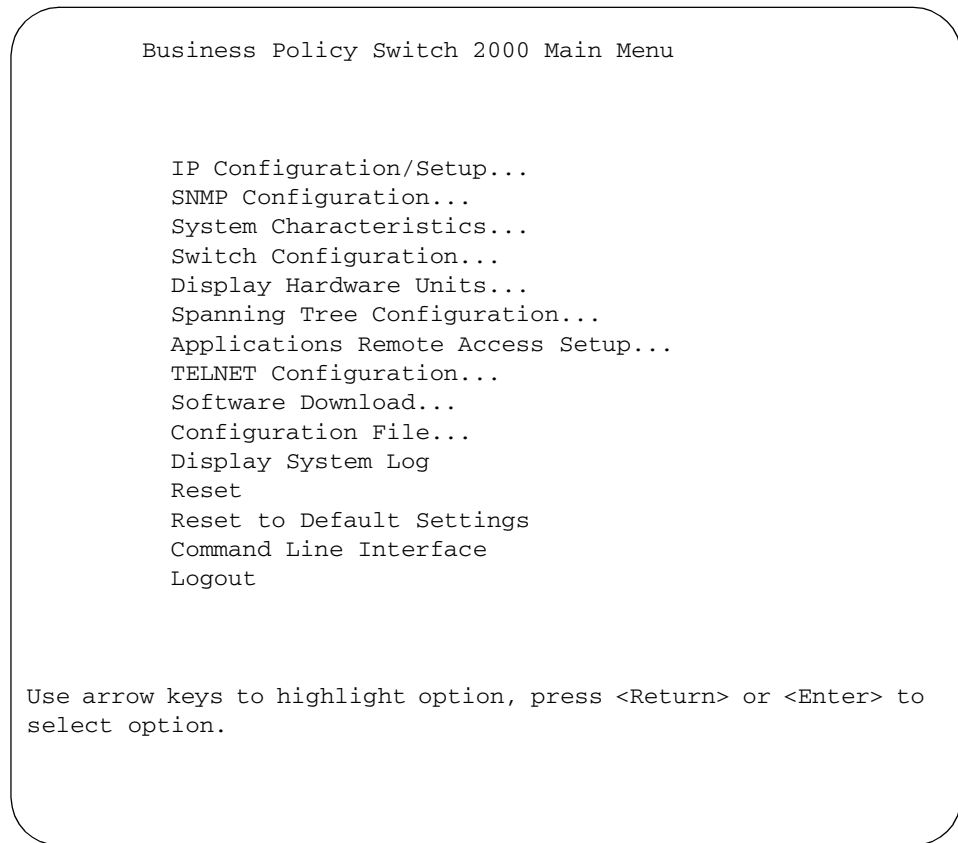 Business Policy Switch 2000 Main Menu
IP Configuration/Setup...
SNMP Configuration...
System Characteristics...
Switch Configuration...
Display Hardware Units...
Spanning Tree Configuration...
Applications Remote Access Setup...
TELNET Configuration...
Software Download...
Configuration File...
Display System Log
Reset
Reset to Default Settings
Command Line Interface
Logout
Use arrow keys to highlight option, press <Return> or <Enter> to
select option.